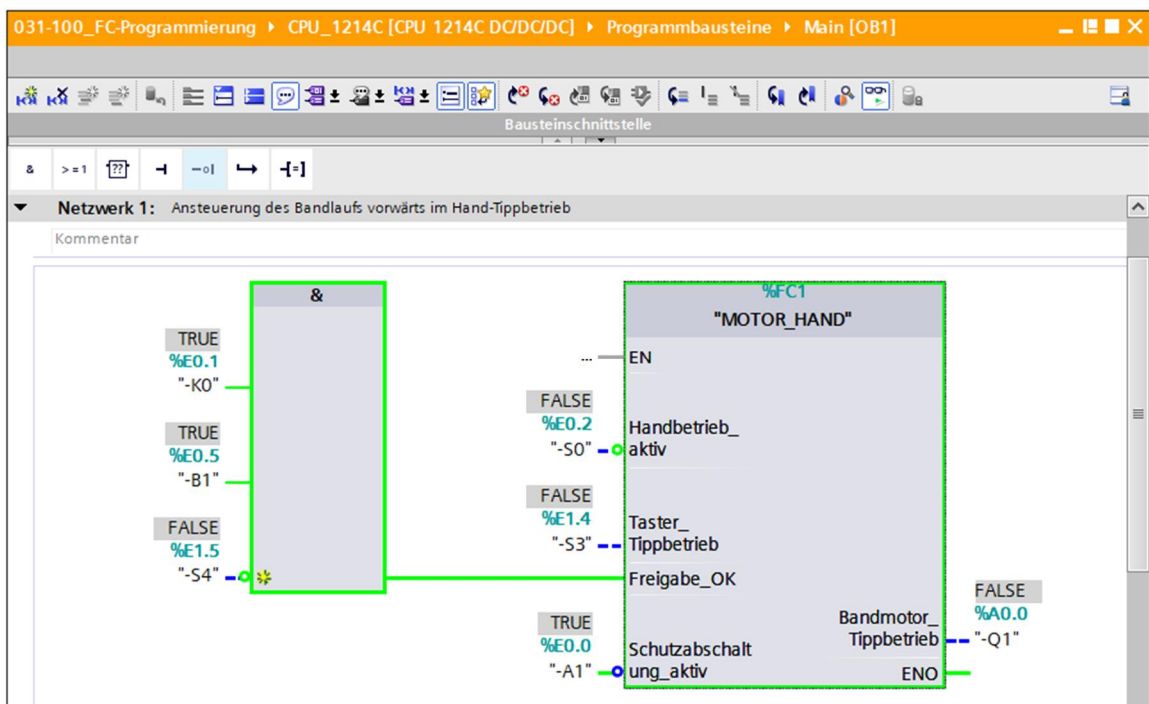 031-100_FC-Programmierung ▸ CPU_1214C [CPU 1214C DC/DC/DC] ▸ Programmbausteine ▸ Main [OB1]
Bausteinschnittstelle
& >=1 ?? -[=]
Netzwerk 1: Ansteuerung des Bandlaufs vorwärts im Hand-Tippbetrieb
Kommentar
&
TRUE
%E0.1
"-K0"
TRUE
%E0.5
"-B1"
FALSE
%E1.5
"-S4"
%FC1
"MOTOR_HAND"
... EN
FALSE
%E0.2
"-S0"
Handbetrieb_
aktiv
FALSE
%E1.4
"-S3"
Taster_
Tippbetrieb
Freigabe_OK
TRUE
%E0.0
"-A1"
Schutzabschalt
ung_aktiv
Bandmotor_
Tippbetrieb
FALSE
%A0.0
"-Q1"
ENO